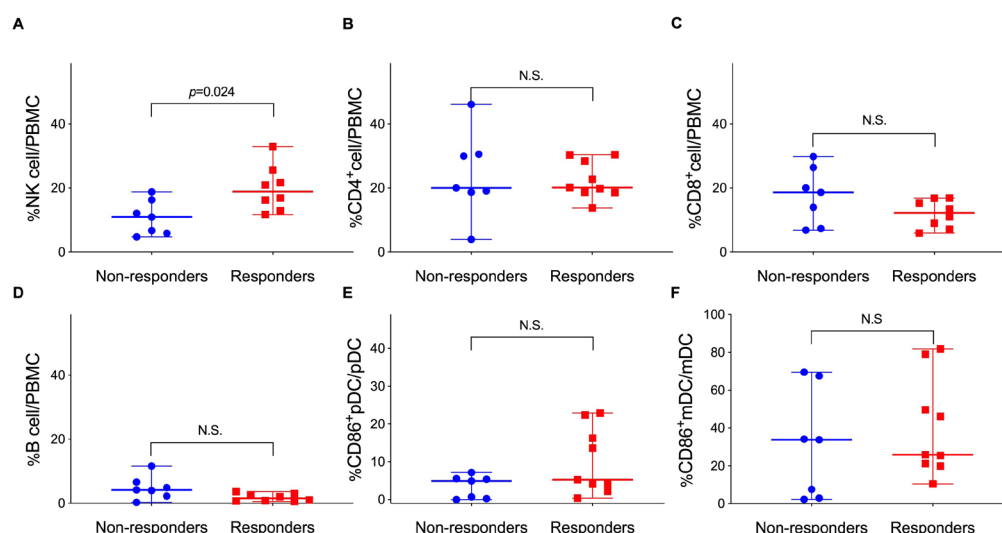 A
%NK cell/PBMC
40
20
0
p=0.024
Non-responders Responders
B
%CD4+cell/PBMC
40
20
0
N.S.
Non-responders Responders
C
%CD8+cell/PBMC
40
20
0
N.S.
Non-responders Responders
D
%B cell/PBMC
40
20
0
N.S.
Non-responders Responders
E
%CD86+pDC/pDC
40
30
20
10
0
N.S.
Non-responders Responders
F
%CD86+mDC/mDC
100
80
60
40
20
0
N.S
Non-responders Responders